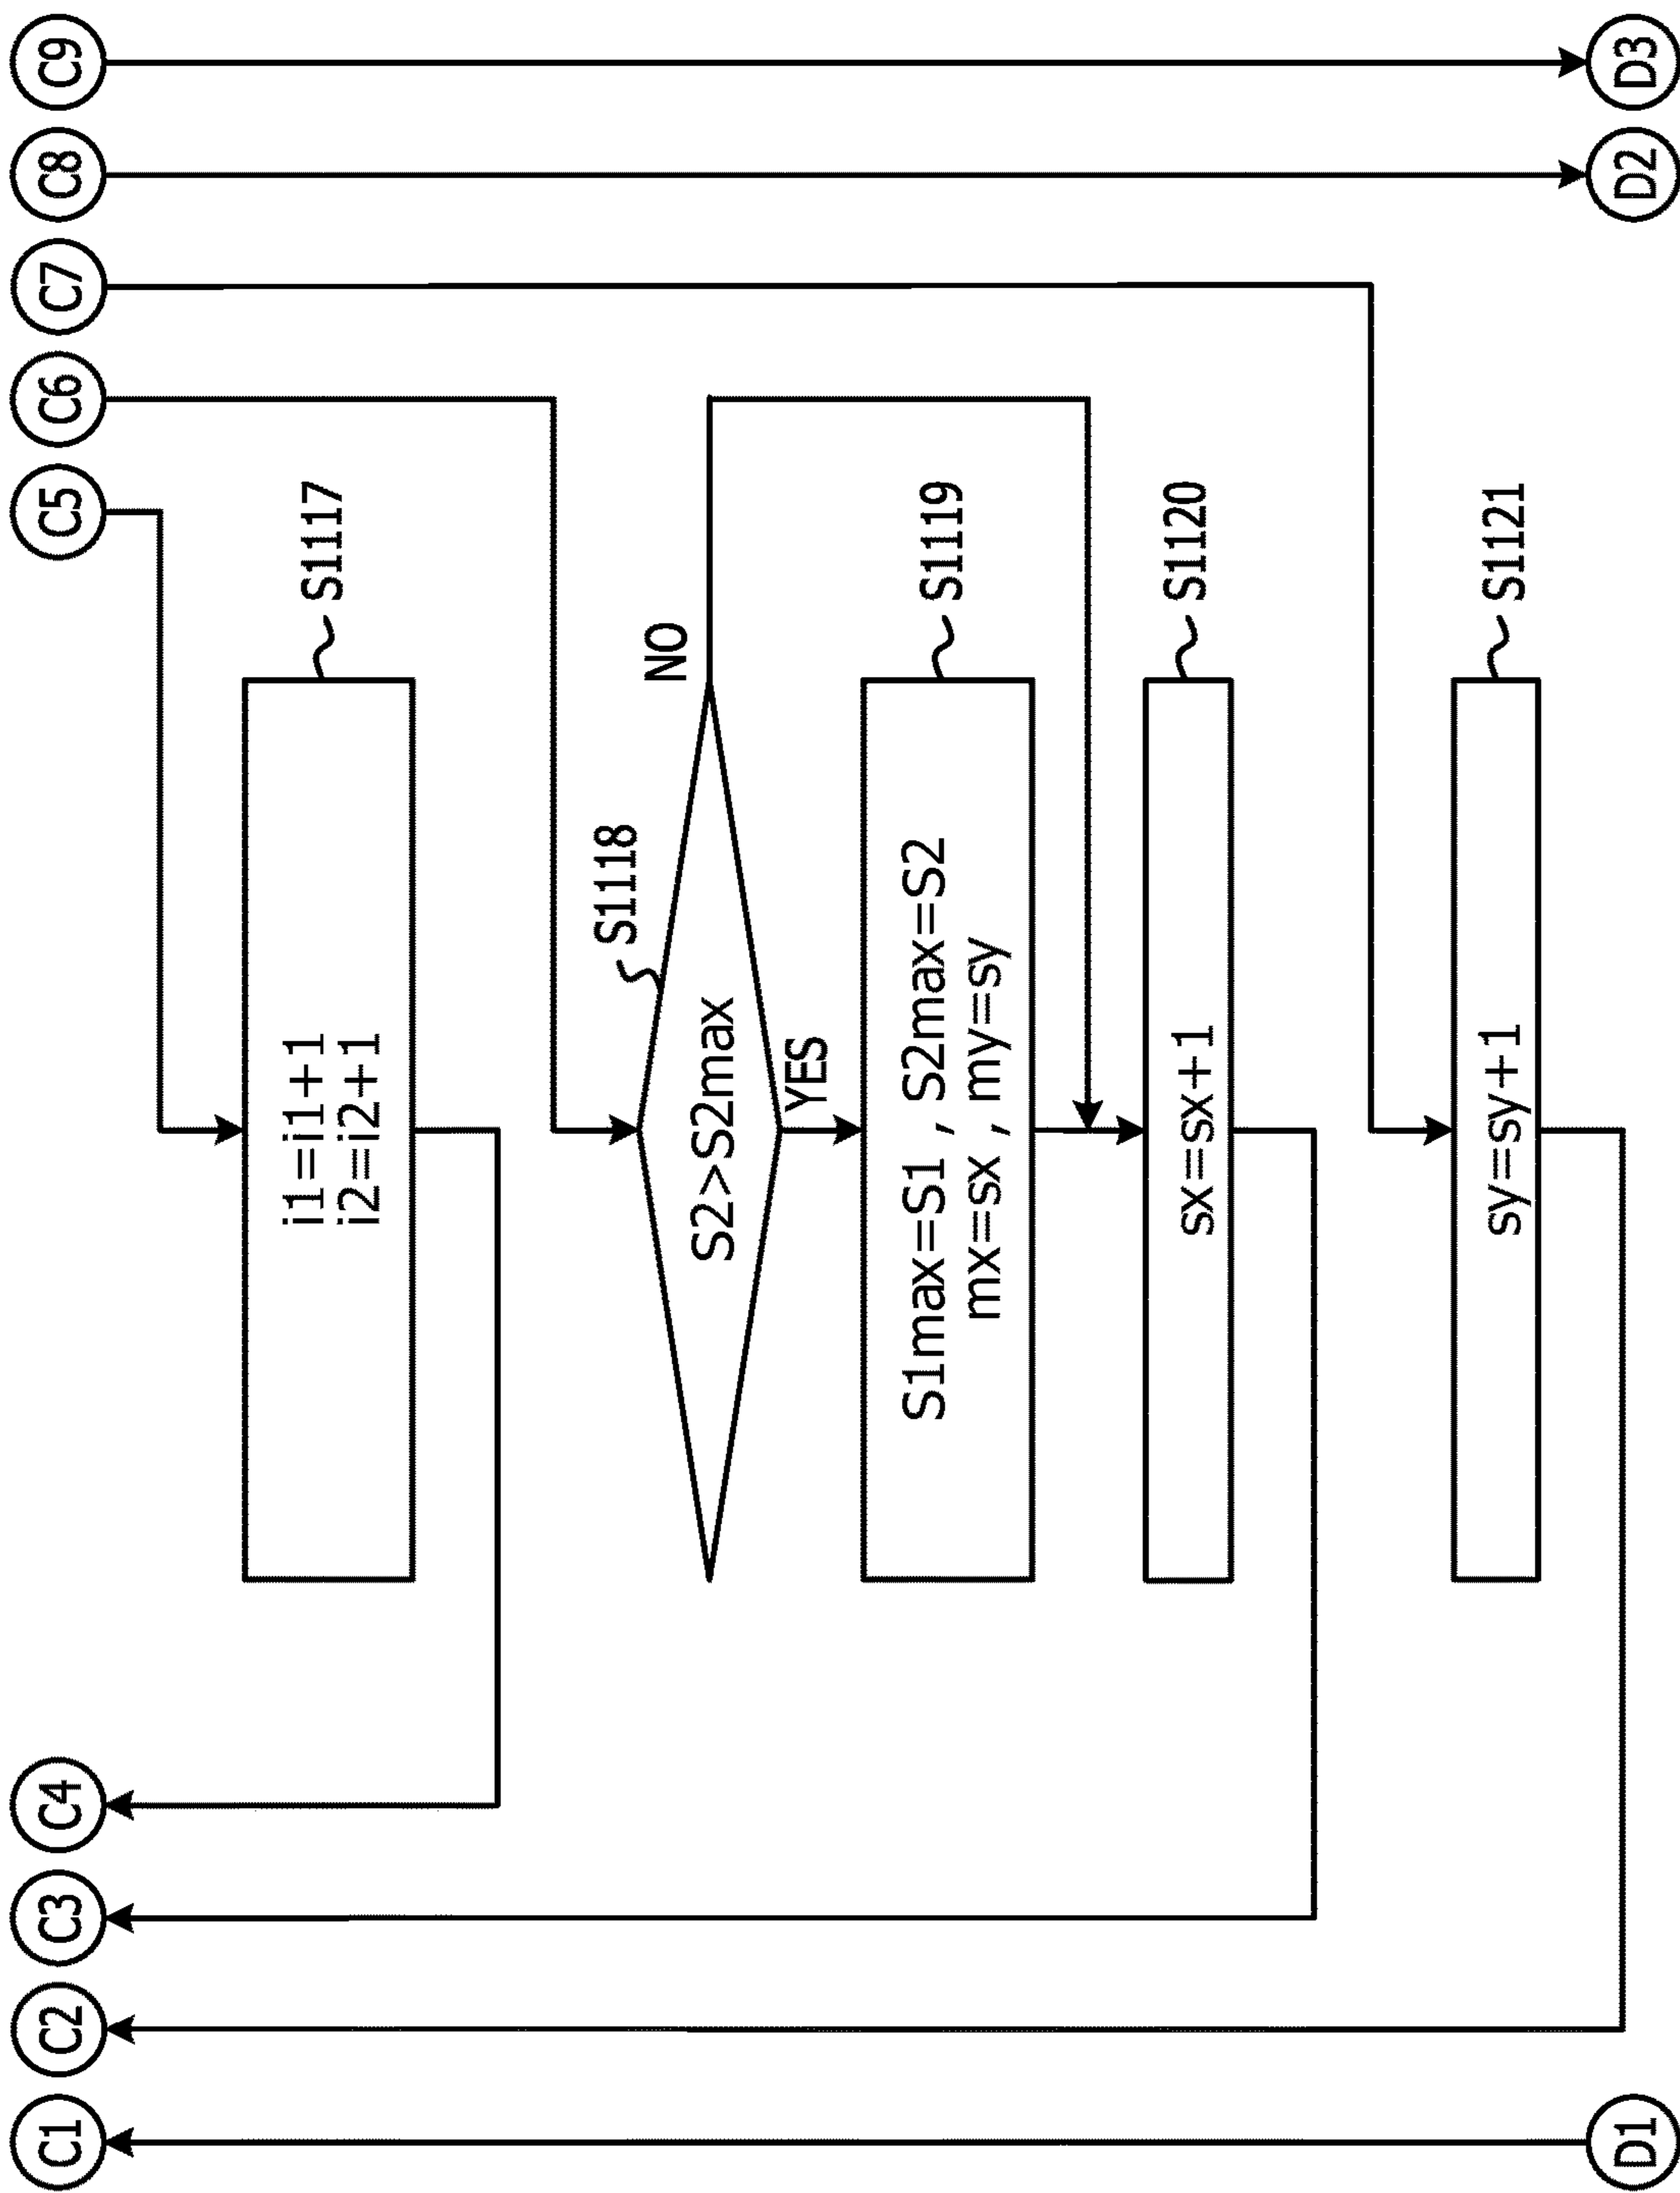 C1
C2
C3
C4
C5
C6
C7
C8
C9
S1117
i1=i1+1
i2=i2+1
S1118
NO
S2>S2max
YES
S1119
S1max=S1 , S2max=S2
mx=sx , my=sy
S1120
sx=sx+1
S1121
sy=sy+1
D1
D2
D3